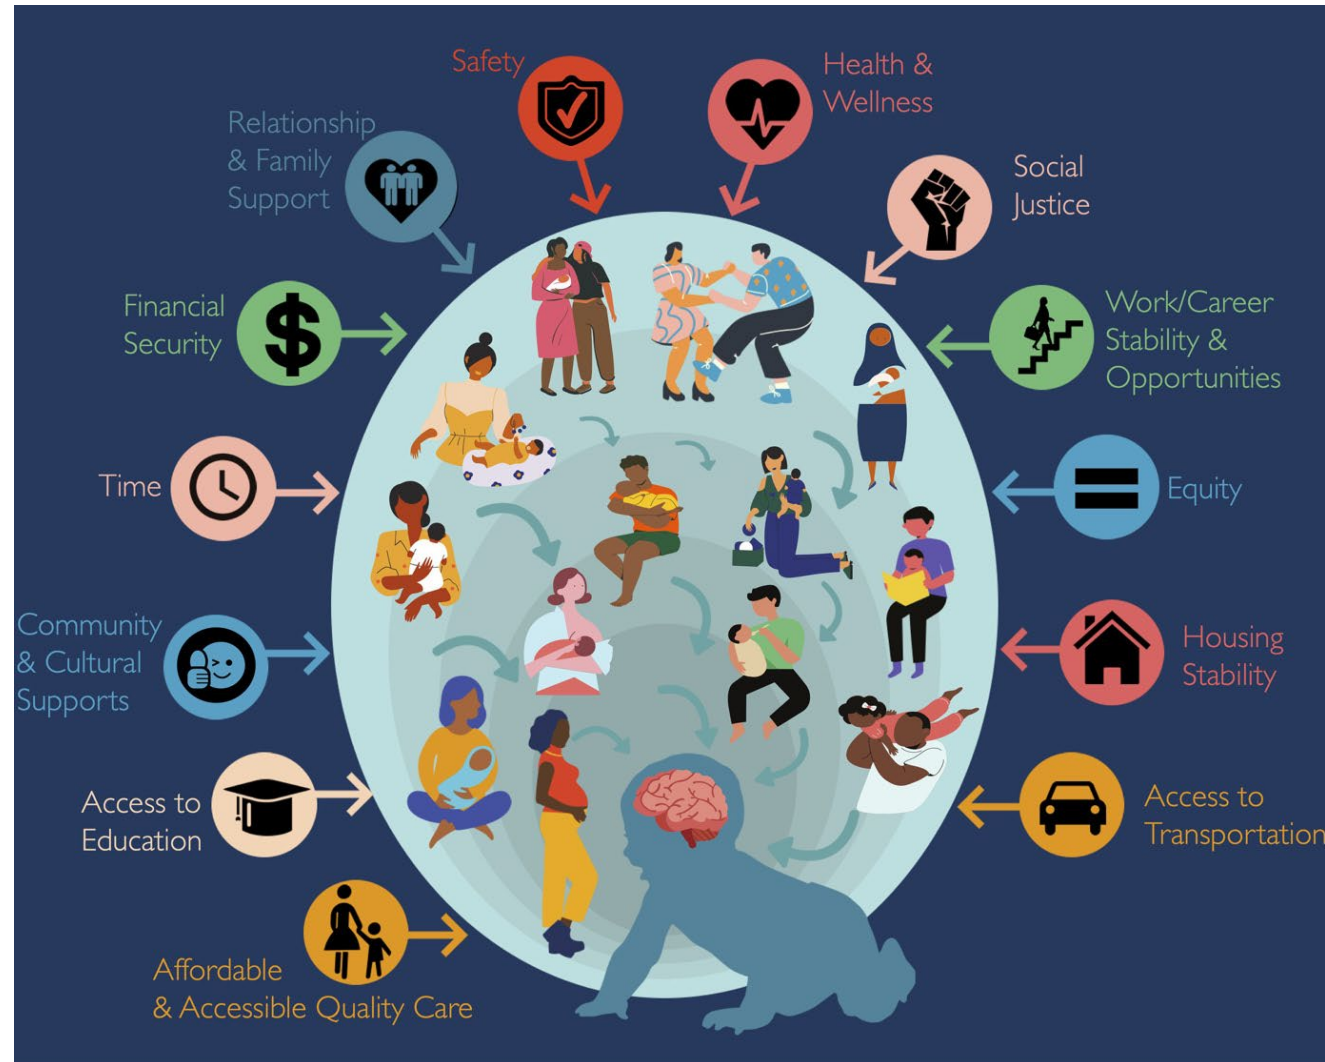 Safety
Health &
Wellness
Relationship
& Family
Support
Social
Justice
Financial
Security
$
Work/Career
Stability &
Opportunities
Time
Equity
Community
& Cultural
Supports
Housing
Stability
Access to
Education
Access to
Transportation
Affordable
& Accessible Quality Care